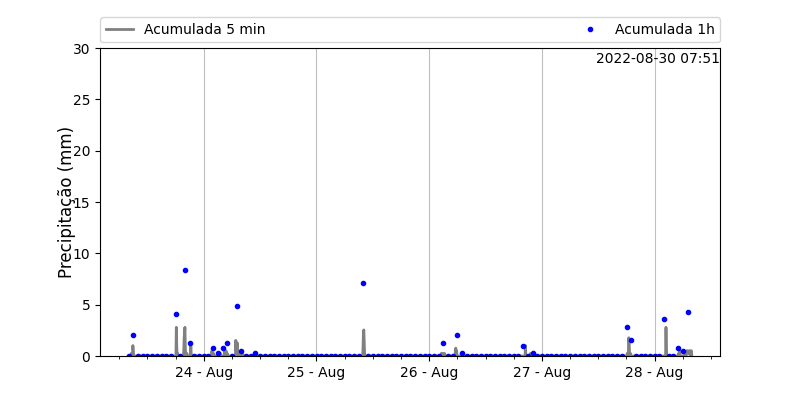 Acumulada 5 min
Acumulada 1h
2022-08-30 07:51
Precipitação (mm)
30
25
20
15
10
5
0
24 - Aug
25 - Aug
26 - Aug
27 - Aug
28 - Aug